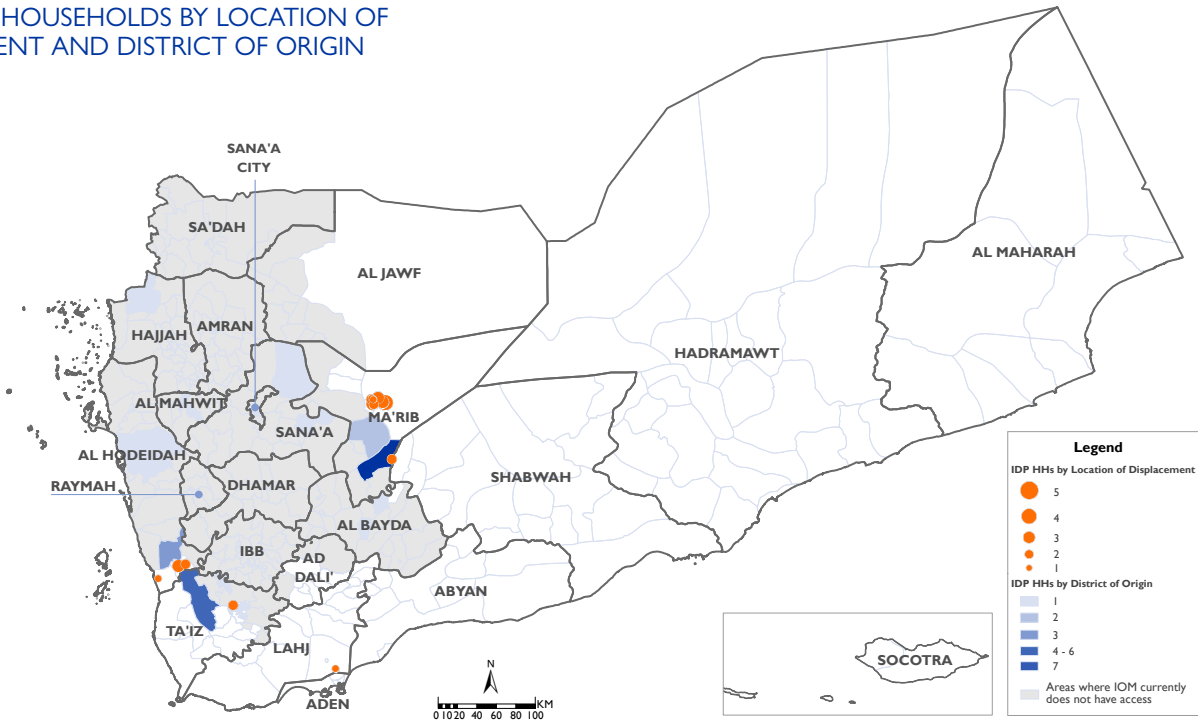 HOUSEHOLDS BY LOCATION OF
ENT AND DISTRICT OF ORIGIN
SANA'A
CITY
SA'DAH
AL JAWF
AL MAHARAH
HAJJAH
AMRAN
HADRAMAWT
AL MAHWIT
MA'RIB
SANA'A
AL HODEIDAH
SHABWAH
RAYMAH
DHAMAR
AL BAYDA
IBB
AD
DALI'
ABYAN
TA'IZ
LAHJ
ADEN
SOCOTRA
N
KM
0 10 20 40 60 80 100
Legend
IDP HHs by Location of Displacement
5
4
3
2
1
IDP HHs by District of Origin
1
2
3
4 - 6
7
Areas where IOM currently
does not have access